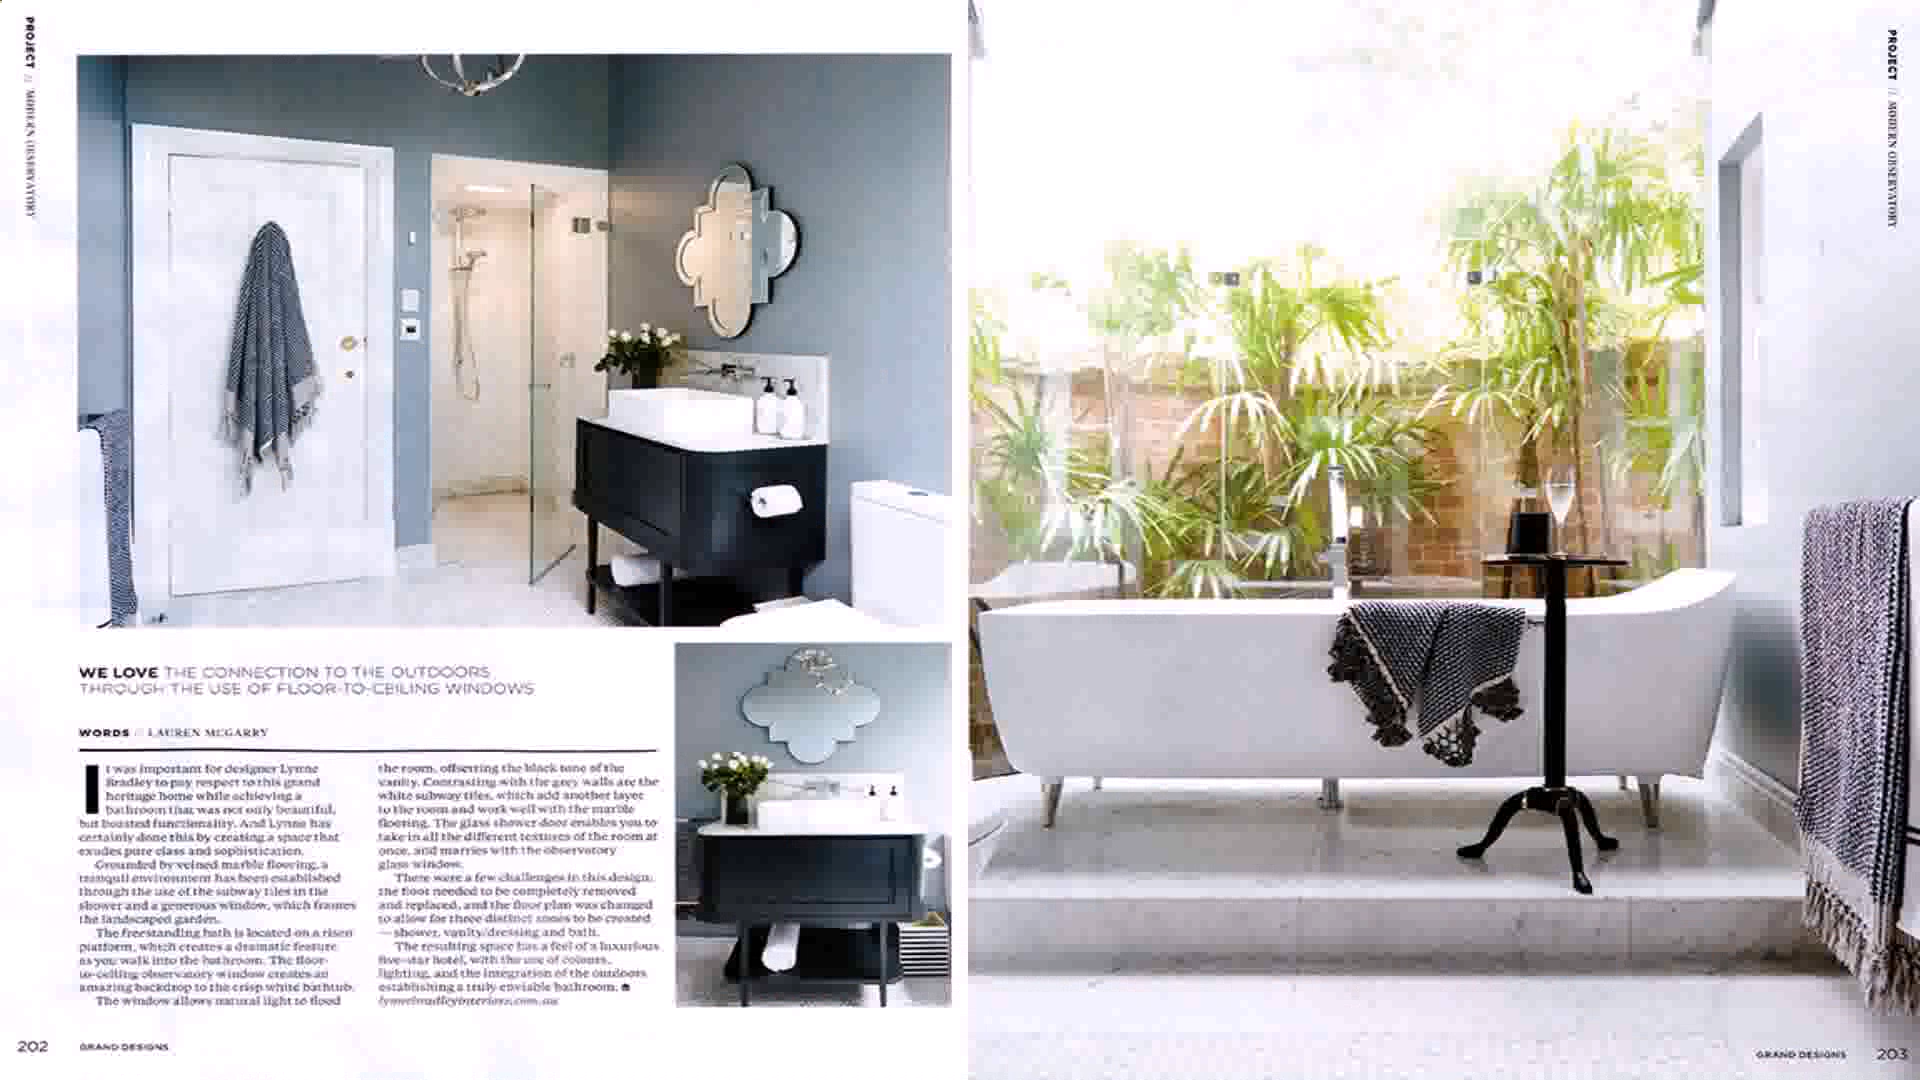 PROJECT // MODERN OBSERVATORY
WE LOVE THE CONNECTION TO THE OUTDOORS
THROUGH THE USE OF FLOOR-TO-CEILING WINDOWS
WORDS // LAUREN MCGARRY
It was important for designer Lynne
Bradley to pay respect to this grand
heritage home while achieving a
bathroom that was not only beautiful,
but boasted functionality. And Lynne has
certainly done this by creating a space that
exudes pure class and sophistication.
Grounded by veined marble flooring, a
tranquil environment has been established
through the use of the subway tiles in the
shower and a generous window, which frames
the landscaped garden.
The freestanding bath is located on a risen
platform, which creates a dramatic feature
as you walk into the bathroom. The floor-
to-ceiling observatory window creates an
amazing backdrop to the crisp white bathtub.
The window allows natural light to flood
the room, offsetting the black tone of the
vanity. Contrasting with the grey walls are the
white subway tiles, which add another layer
to the room and work well with the marble
flooring. The glass shower door enables you to
take in all the different textures of the room at
once, and marries with the observatory
glass window.
There were a few challenges in this design;
the floor needed to be completely removed
and replaced, and the floor plan was changed
to allow for three distinct zones to be created
— shower, vanity/dressing and bath.
The resulting space has a feel of a luxurious
five-star hotel, with the use of colours,
lighting, and the integration of the outdoors
establishing a truly enviable bathroom.
lynnebradleyinteriors.com.au
202 GRAND DESIGNS
PROJECT // MODERN OBSERVATORY
GRAND DESIGNS 203